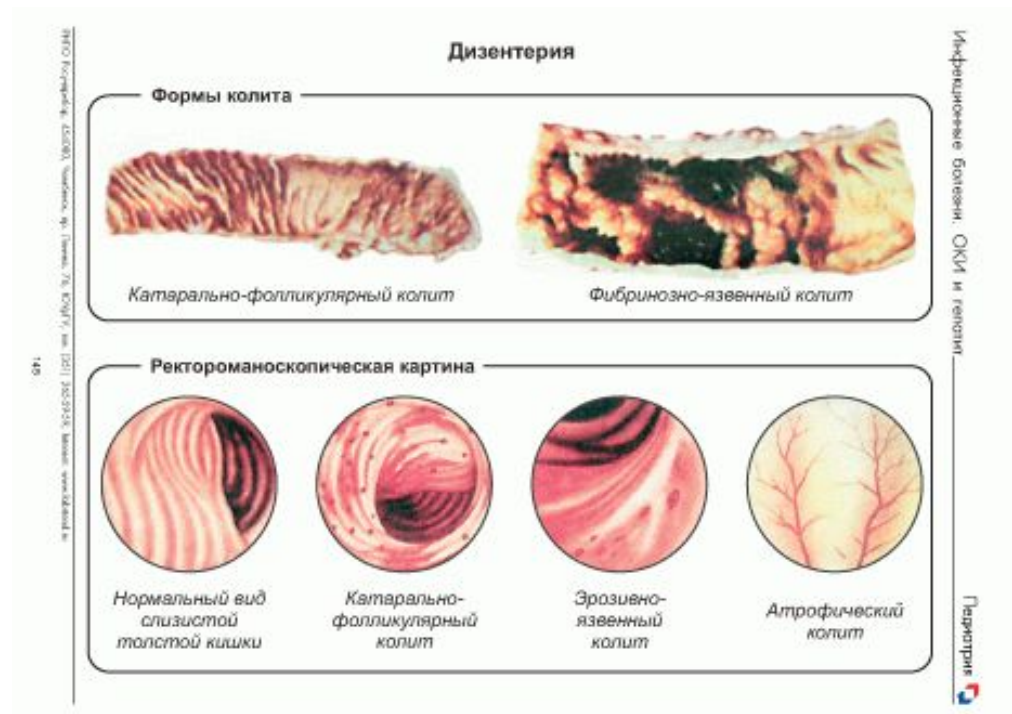 Дизентерия
Формы колита
Катарально-фолликулярный колит
Фибринозно-язвенный колит
Ректороманоскопическая картина
Нормальный вид
слизистой
толстой кишки
Катарально-
фолликулярный
колит
Эрозивно-
язвенный
колит
Атрофический
колит
Инфекционные болезни. ОКИ и гепатит
Педиатрия
148